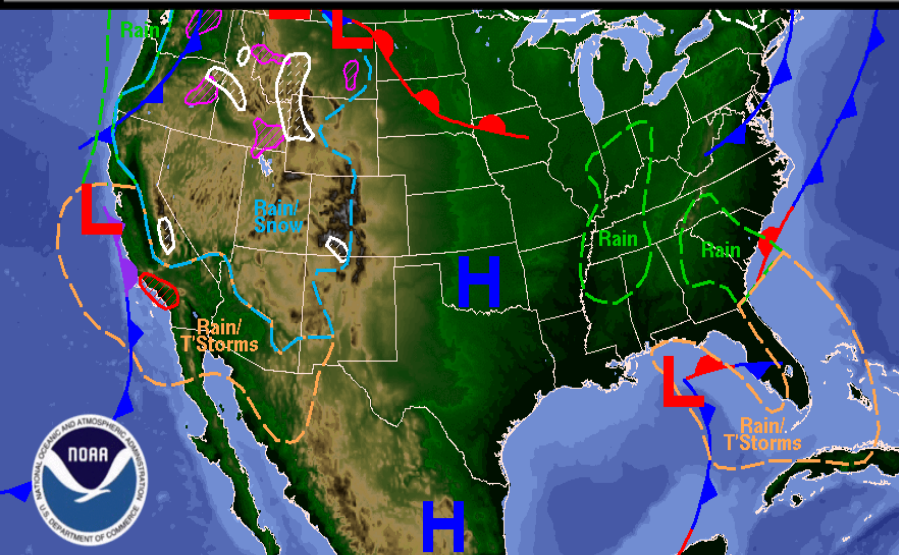 Rain
L
L
Rain/
Snow
Rain
Rain
H
Rain/
T'Storms
L
Rain/
T'Storms
H
NATIONAL OCEANIC AND ATMOSPHERIC ADMINISTRATION
NOAA
U.S. DEPARTMENT OF COMMERCE